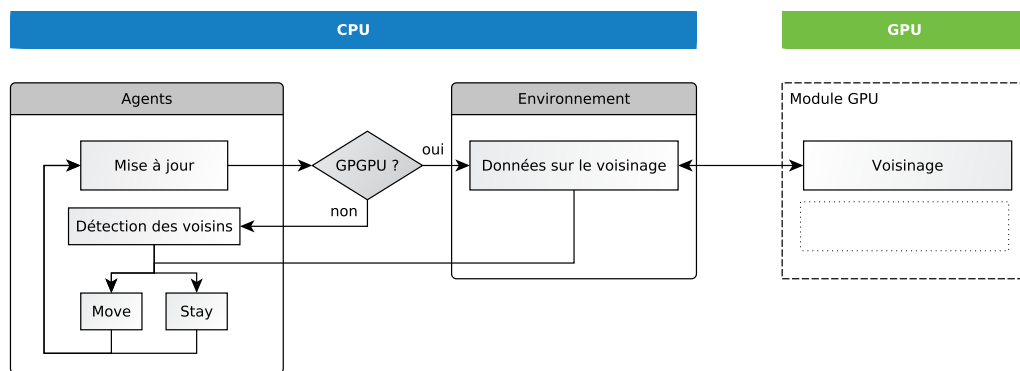 CPU
GPU
Agents
Environnement
Module GPU
Mise à jour
GPGPU ?
oui
Données sur le voisinage
Voisinage
non
Détection des voisins
Move
Stay